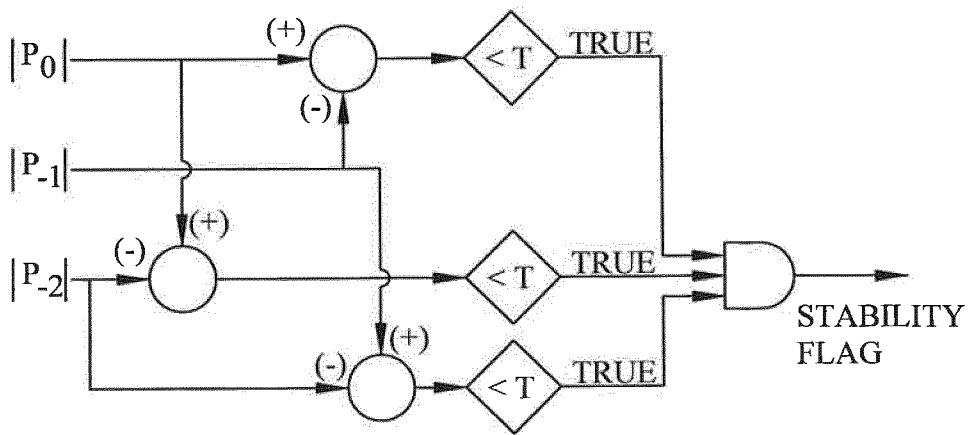 |P0|
(+)
(-)
< T
TRUE
|P-1|
|P-2|
(-)
(+)
< T
TRUE
(-)
(+)
< T
TRUE
STABILITY
FLAG